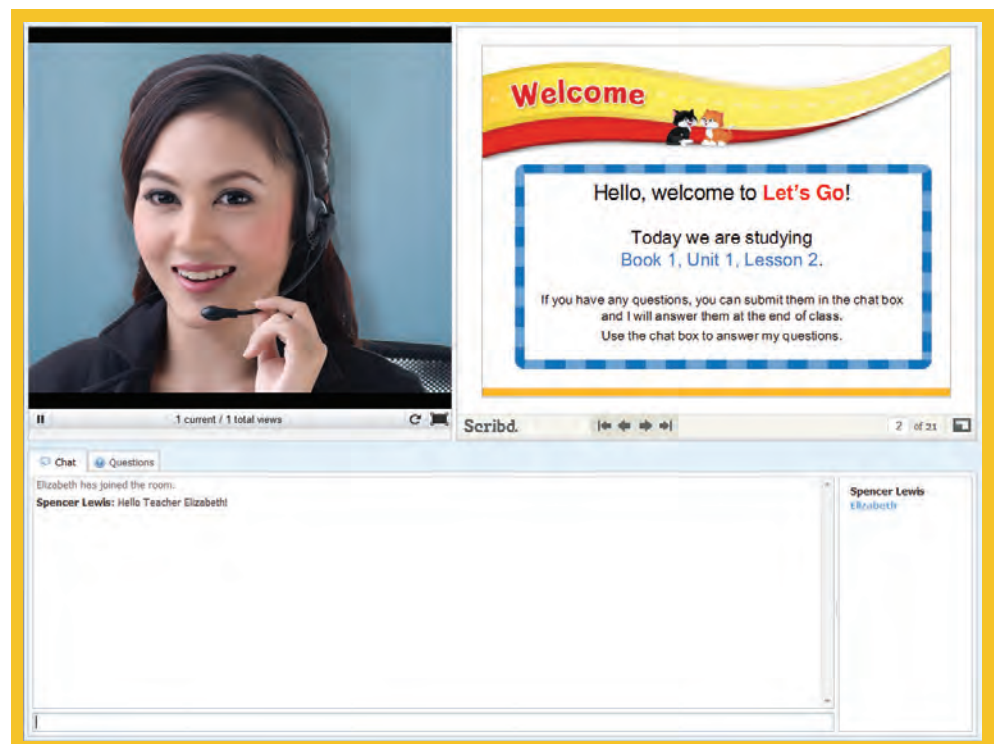 Welcome
Hello, welcome to Let's Go!
Today we are studying
Book 1, Unit 1, Lesson 2.
If you have any questions, you can submit them in the chat box
and I will answer them at the end of class.
Use the chat box to answer my questions.
1 current / 1 total views
Scribd.
2 of 21
Chat
Questions
Elizabeth has joined the room.
Spencer Lewis: Hello Teacher Elizabeth!
Spencer Lewis
Elizabeth